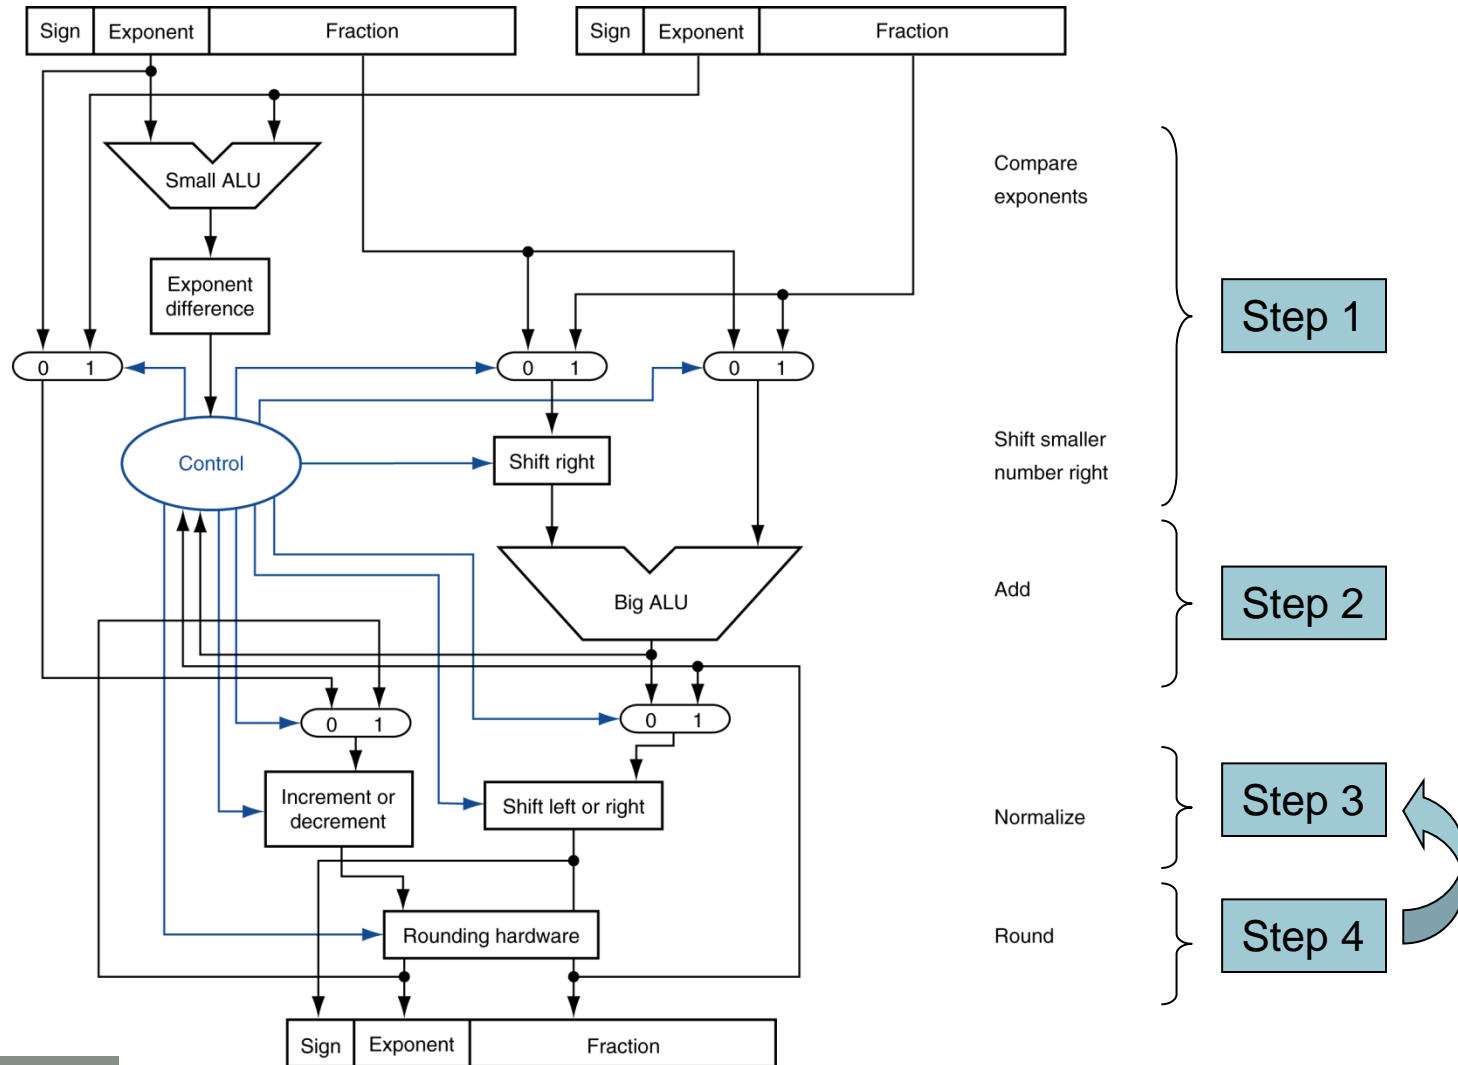 Sign Exponent Fraction
Sign Exponent Fraction
Small ALU
Compare
exponents
Exponent
difference
Step 1
0 1
0 1
0 1
Control
Shift right
Shift smaller
number right
Big ALU
Add
Step 2
0 1
0 1
Increment or
decrement
Shift left or right
Normalize
Step 3
Rounding hardware
Round
Step 4
Sign Exponent Fraction